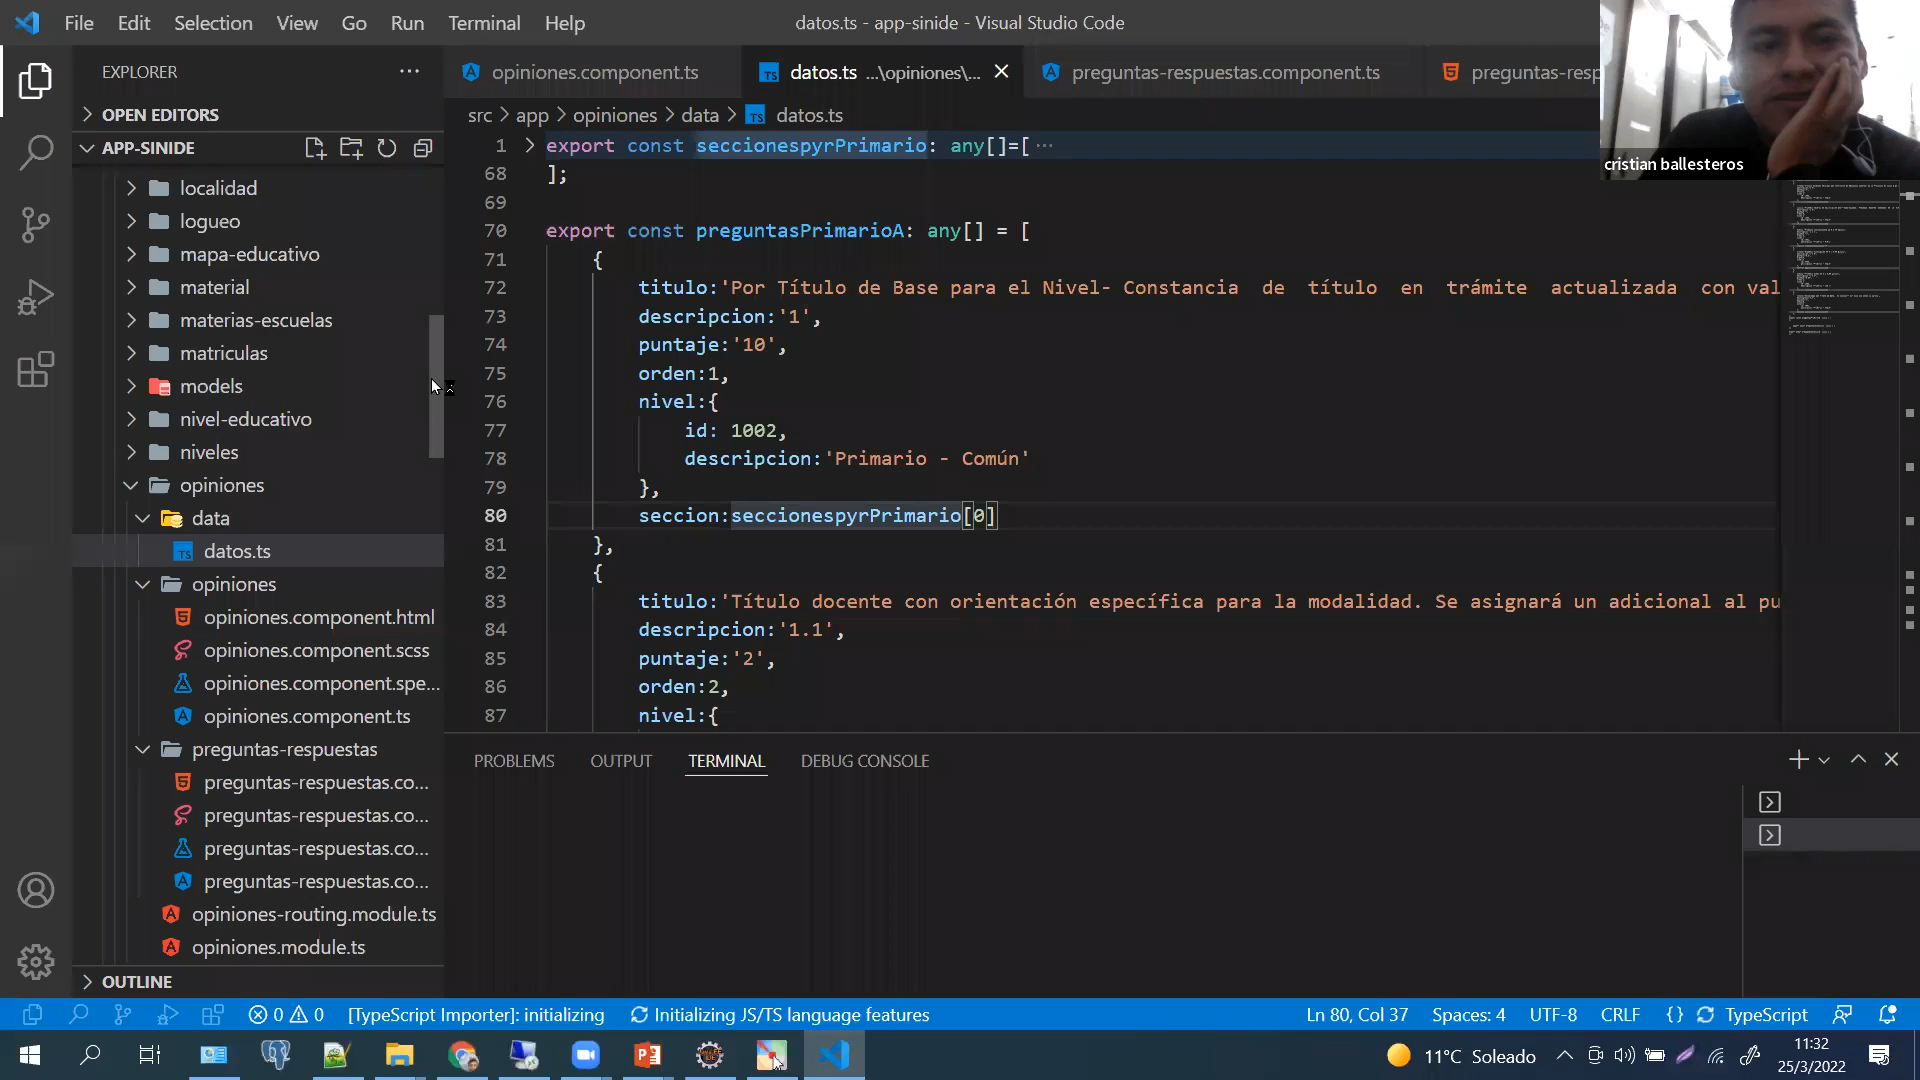 File Edit Selection View Go Run Terminal Help
datos.ts - app-sinide - Visual Studio Code
cristian ballesteros
EXPLORER
OPEN EDITORS
APP-SINIDE
localidad
logueo
mapa-educativo
material
materias-escuelas
matriculas
models
nivel-educativo
niveles
opiniones
data
datos.ts
opiniones
opiniones.component.html
opiniones.component.scss
opiniones.component.spe...
opiniones.component.ts
preguntas-respuestas
preguntas-respuestas.co...
preguntas-respuestas.co...
preguntas-respuestas.co...
preguntas-respuestas.co...
opiniones-routing.module.ts
opiniones.module.ts
OUTLINE
opiniones.component.ts
datos.ts ...\opiniones\...
preguntas-respuestas.component.ts
preguntas-resp
src > app > opiniones > data > datos.ts
1 export const seccionespyrPrimario: any[]=[ ...
68 ];
69
70 export const preguntasPrimarioA: any[] = [
71 {
72 titulo:'Por Título de Base para el Nivel- Constancia de título en trámite actualizada con val
73 descripcion:'1',
74 puntaje:'10',
75 orden:1,
76 nivel:{
77 id: 1002,
78 descripcion:'Primario - Común'
79 },
80 seccion:seccionespyrPrimario[0]
81 },
82 {
83 titulo:'Título docente con orientación específica para la modalidad. Se asignará un adicional al pu
84 descripcion:'1.1',
85 puntaje:'2',
86 orden:2,
87 nivel:{
PROBLEMS OUTPUT TERMINAL DEBUG CONSOLE
0 0 [TypeScript Importer]: initializing Initializing JS/TS language features
Ln 80, Col 37 Spaces: 4 UTF-8 CRLF {} TypeScript
11°C Soleado
11:32
25/3/2022